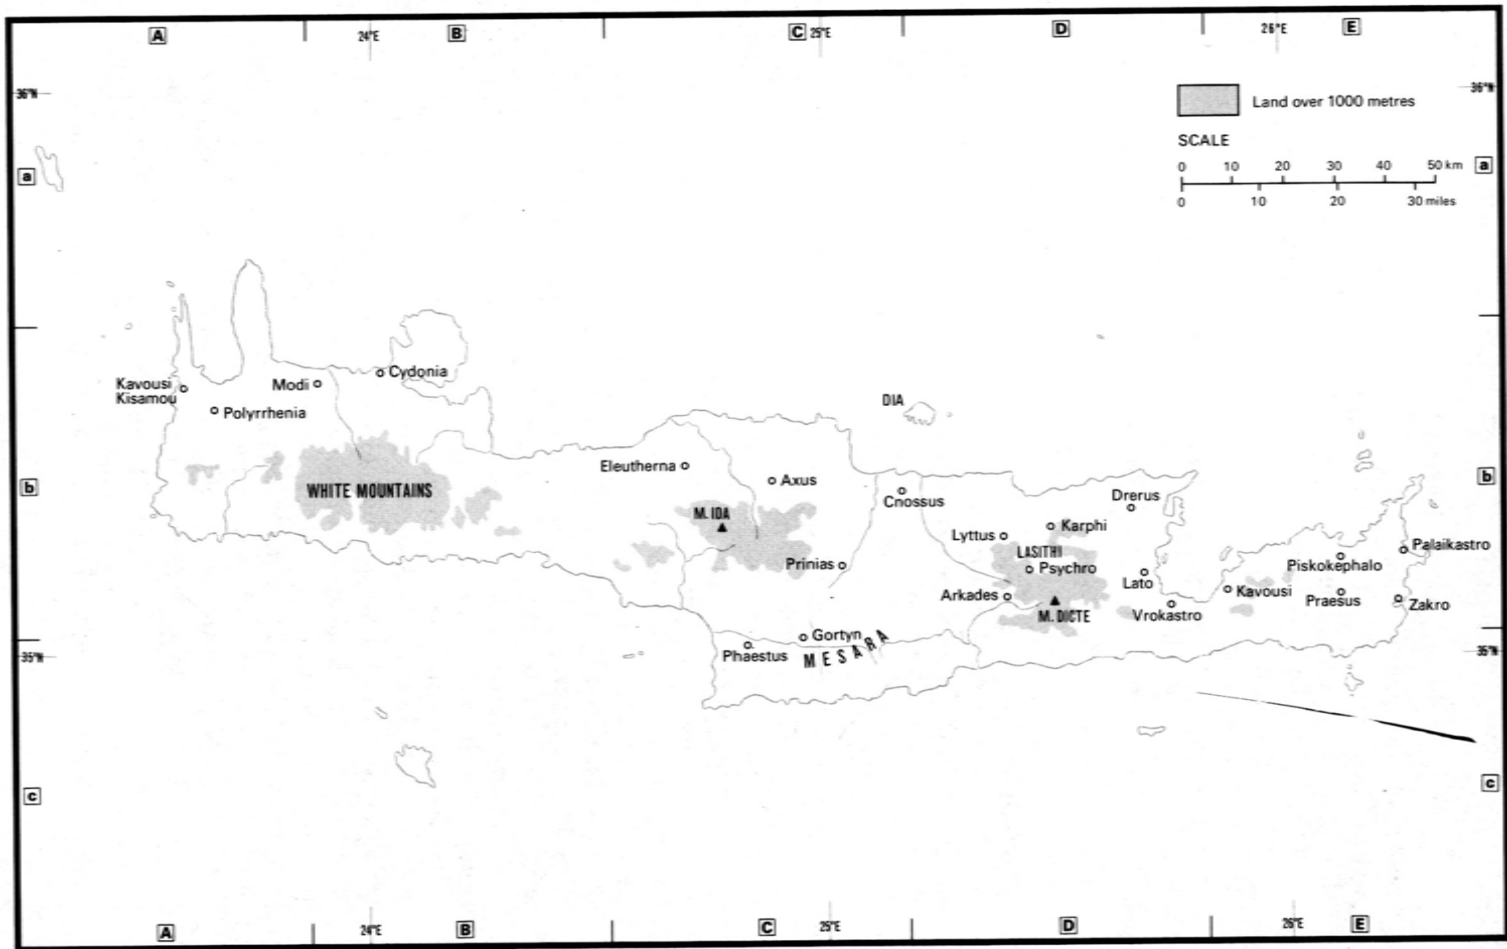 A
24°E
B
C
25°E
D
26°E
E
36°N
36°N
Land over 1000 metres
SCALE
0 10 20 30 40 50 km
0 10 20 30 miles
a
a
Kavousi
Kiisamou
Modi
Cydonia
Polyrrhenia
DIA
Eleutherna
Axus
Cnossus
Drerus
b
b
WHITE MOUNTAINS
M. IDA
Lyttus
Karphi
Palaikastro
LASITHI
Prinias
Psychro
Piskokephalo
Lato
Arkades
Kavousi
Praesus
Zakro
M. DICTE
Vrokastro
Gortyn
MESARA
Phaestus
35°N
35°N
c
c
A
24°E
B
C
25°E
D
26°E
E